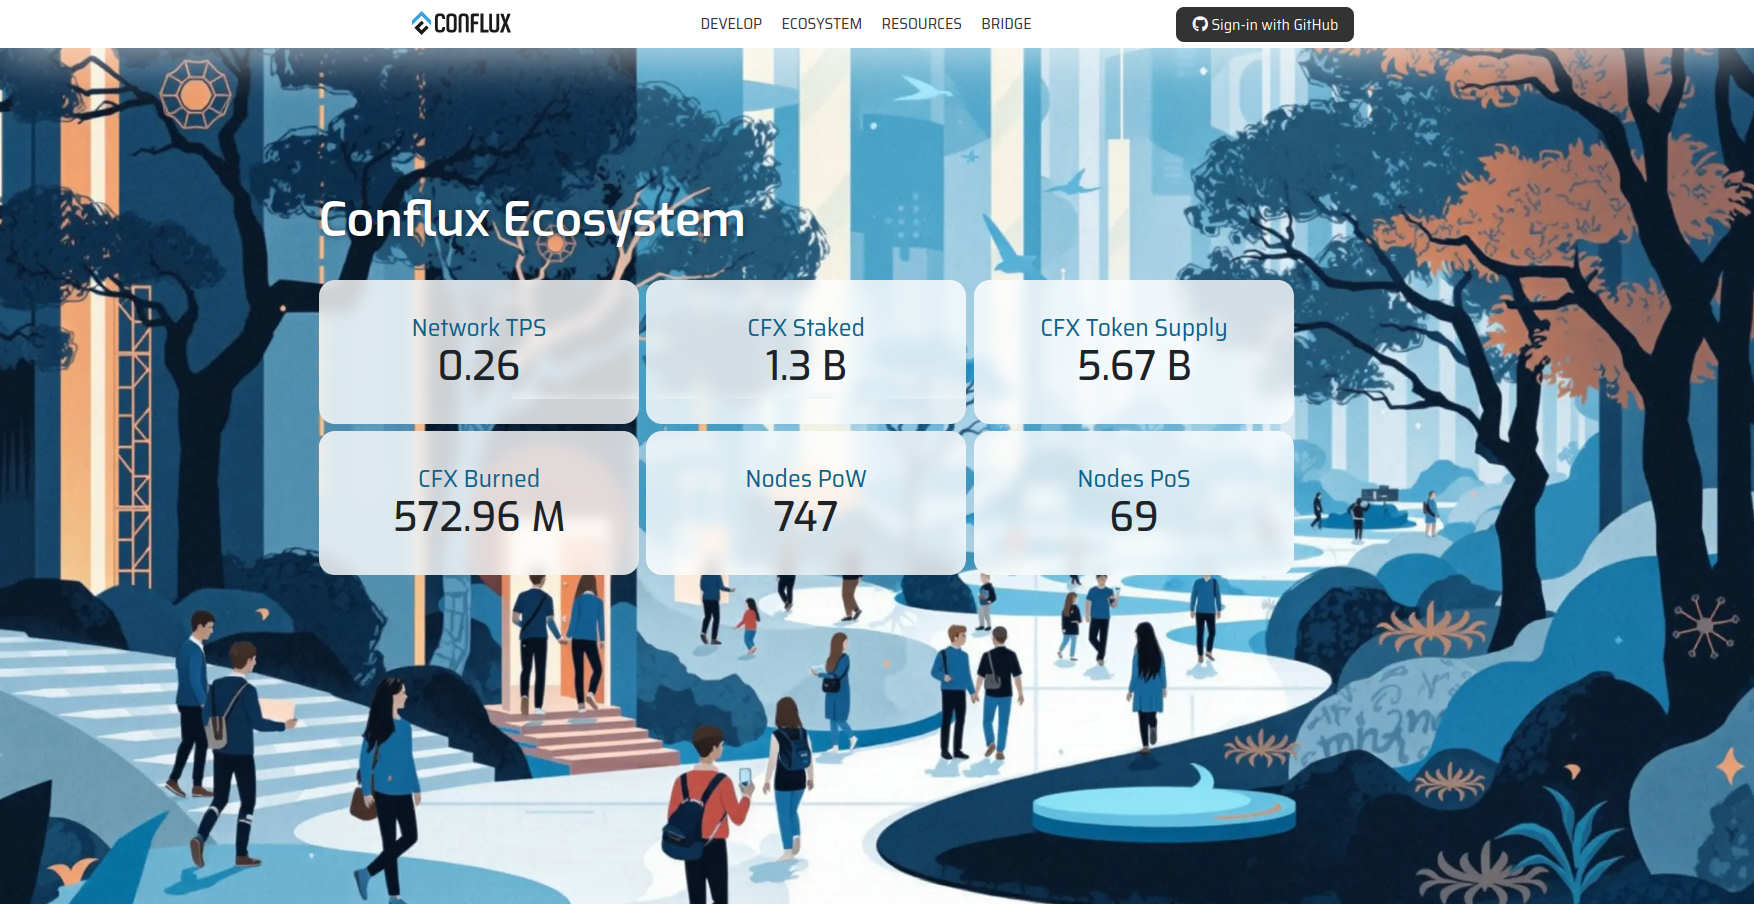 CONFLUX
DEVELOP ECOSYSTEM RESOURCES BRIDGE
Sign-in with GitHub
Conflux Ecosystem
Network TPS
0.26
CFX Staked
1.3 B
CFX Token Supply
5.67 B
CFX Burned
572.96 M
Nodes PoW
747
Nodes PoS
69